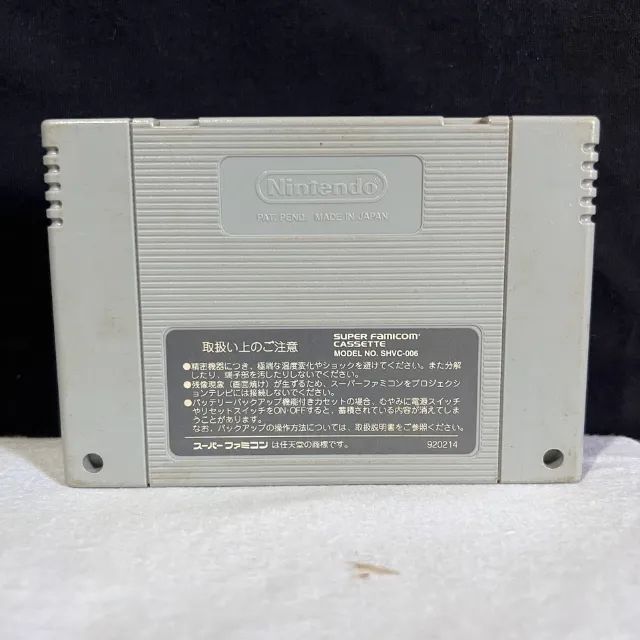 Nintendo
PAT. PEND. MADE IN JAPAN
取扱い上のご注意
SUPER FAMICOM
CASSETTE
MODEL NO. SHVC-006
●精密機器につき、極端な温度変化やショックを避けてください。また分解
したり、端子部を汚したりしないでください。
●残像現象（画面焼け）が生ずるため、スーパーファミコンをプロジェクシ
ョンテレビには接続しないでください。
●バッテリーバックアップ機能付きカセットの場合、むやみに電源スイッチ
やリセットスイッチをON・OFFすると、蓄積されている内容が消えてしま
うことがあります。
なお、バックアップの操作方法については、取扱説明書をご参照ください。
スーパーファミコン は任天堂の商標です。
920214